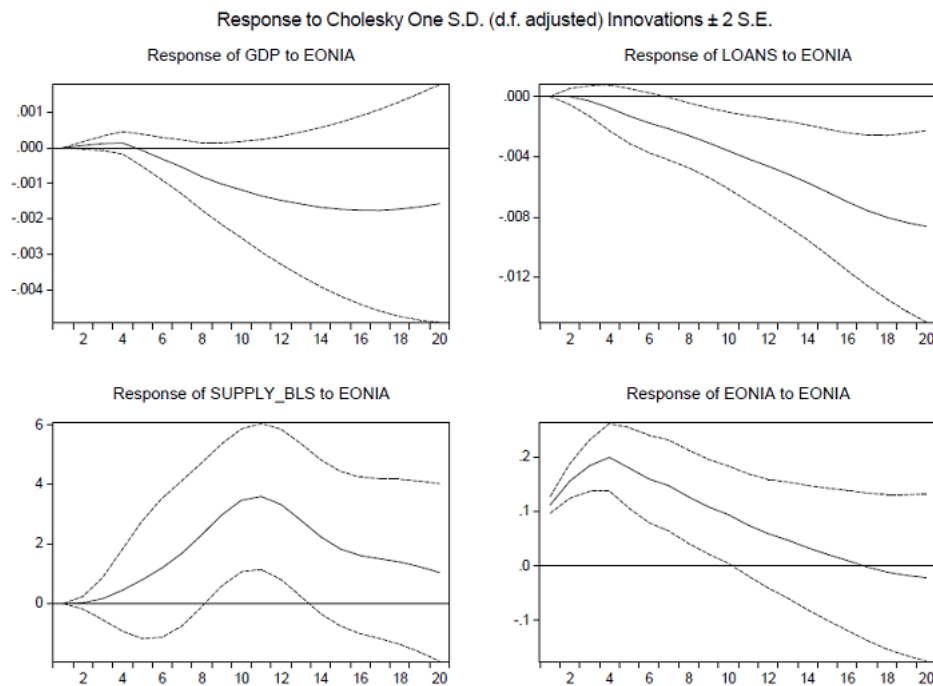 Response to Cholesky One S.D. (d.f. adjusted) Innovations ± 2 S.E.
Response of GDP to EONIA
.001
.000
-.001
-.002
-.003
-.004
2 4 6 8 10 12 14 16 18 20
Response of LOANS to EONIA
.000
-.004
-.008
-.012
2 4 6 8 10 12 14 16 18 20
Response of SUPPLY_BLS to EONIA
6
4
2
0
2 4 6 8 10 12 14 16 18 20
Response of EONIA to EONIA
.2
.1
.0
-.1
2 4 6 8 10 12 14 16 18 20